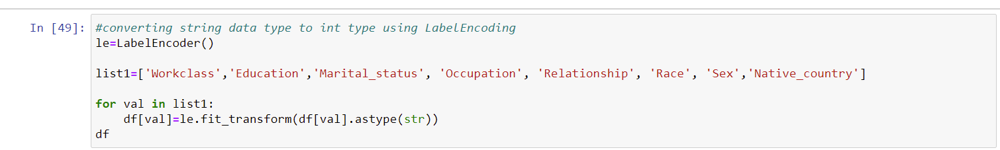 In [49]: #converting string data type to int type using LabelEncoding
le=LabelEncoder()
list1=['Workclass','Education','Marital_status', 'Occupation', 'Relationship', 'Race', 'Sex','Native_country']
for val in list1:
    df[val]=le.fit_transform(df[val].astype(str))
df